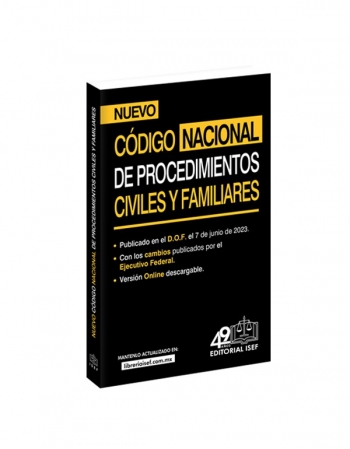 NUEVO
CÓDIGO NACIONAL
DE PROCEDIMIENTOS
CIVILES Y FAMILIARES
• Publicado en el D.O.F. el 7 de junio de 2023.
• Con los cambios publicados por el
Ejecutivo Federal.
• Versión Online descargable.
MANTENLO ACTUALIZADO EN:
libreriaisef.com.mx
49
AÑOS
EDITORIAL ISEF
NUEVO CÓDIGO NACIONAL DE PROCEDIMIENTOS CIVILES Y FAMILIARES